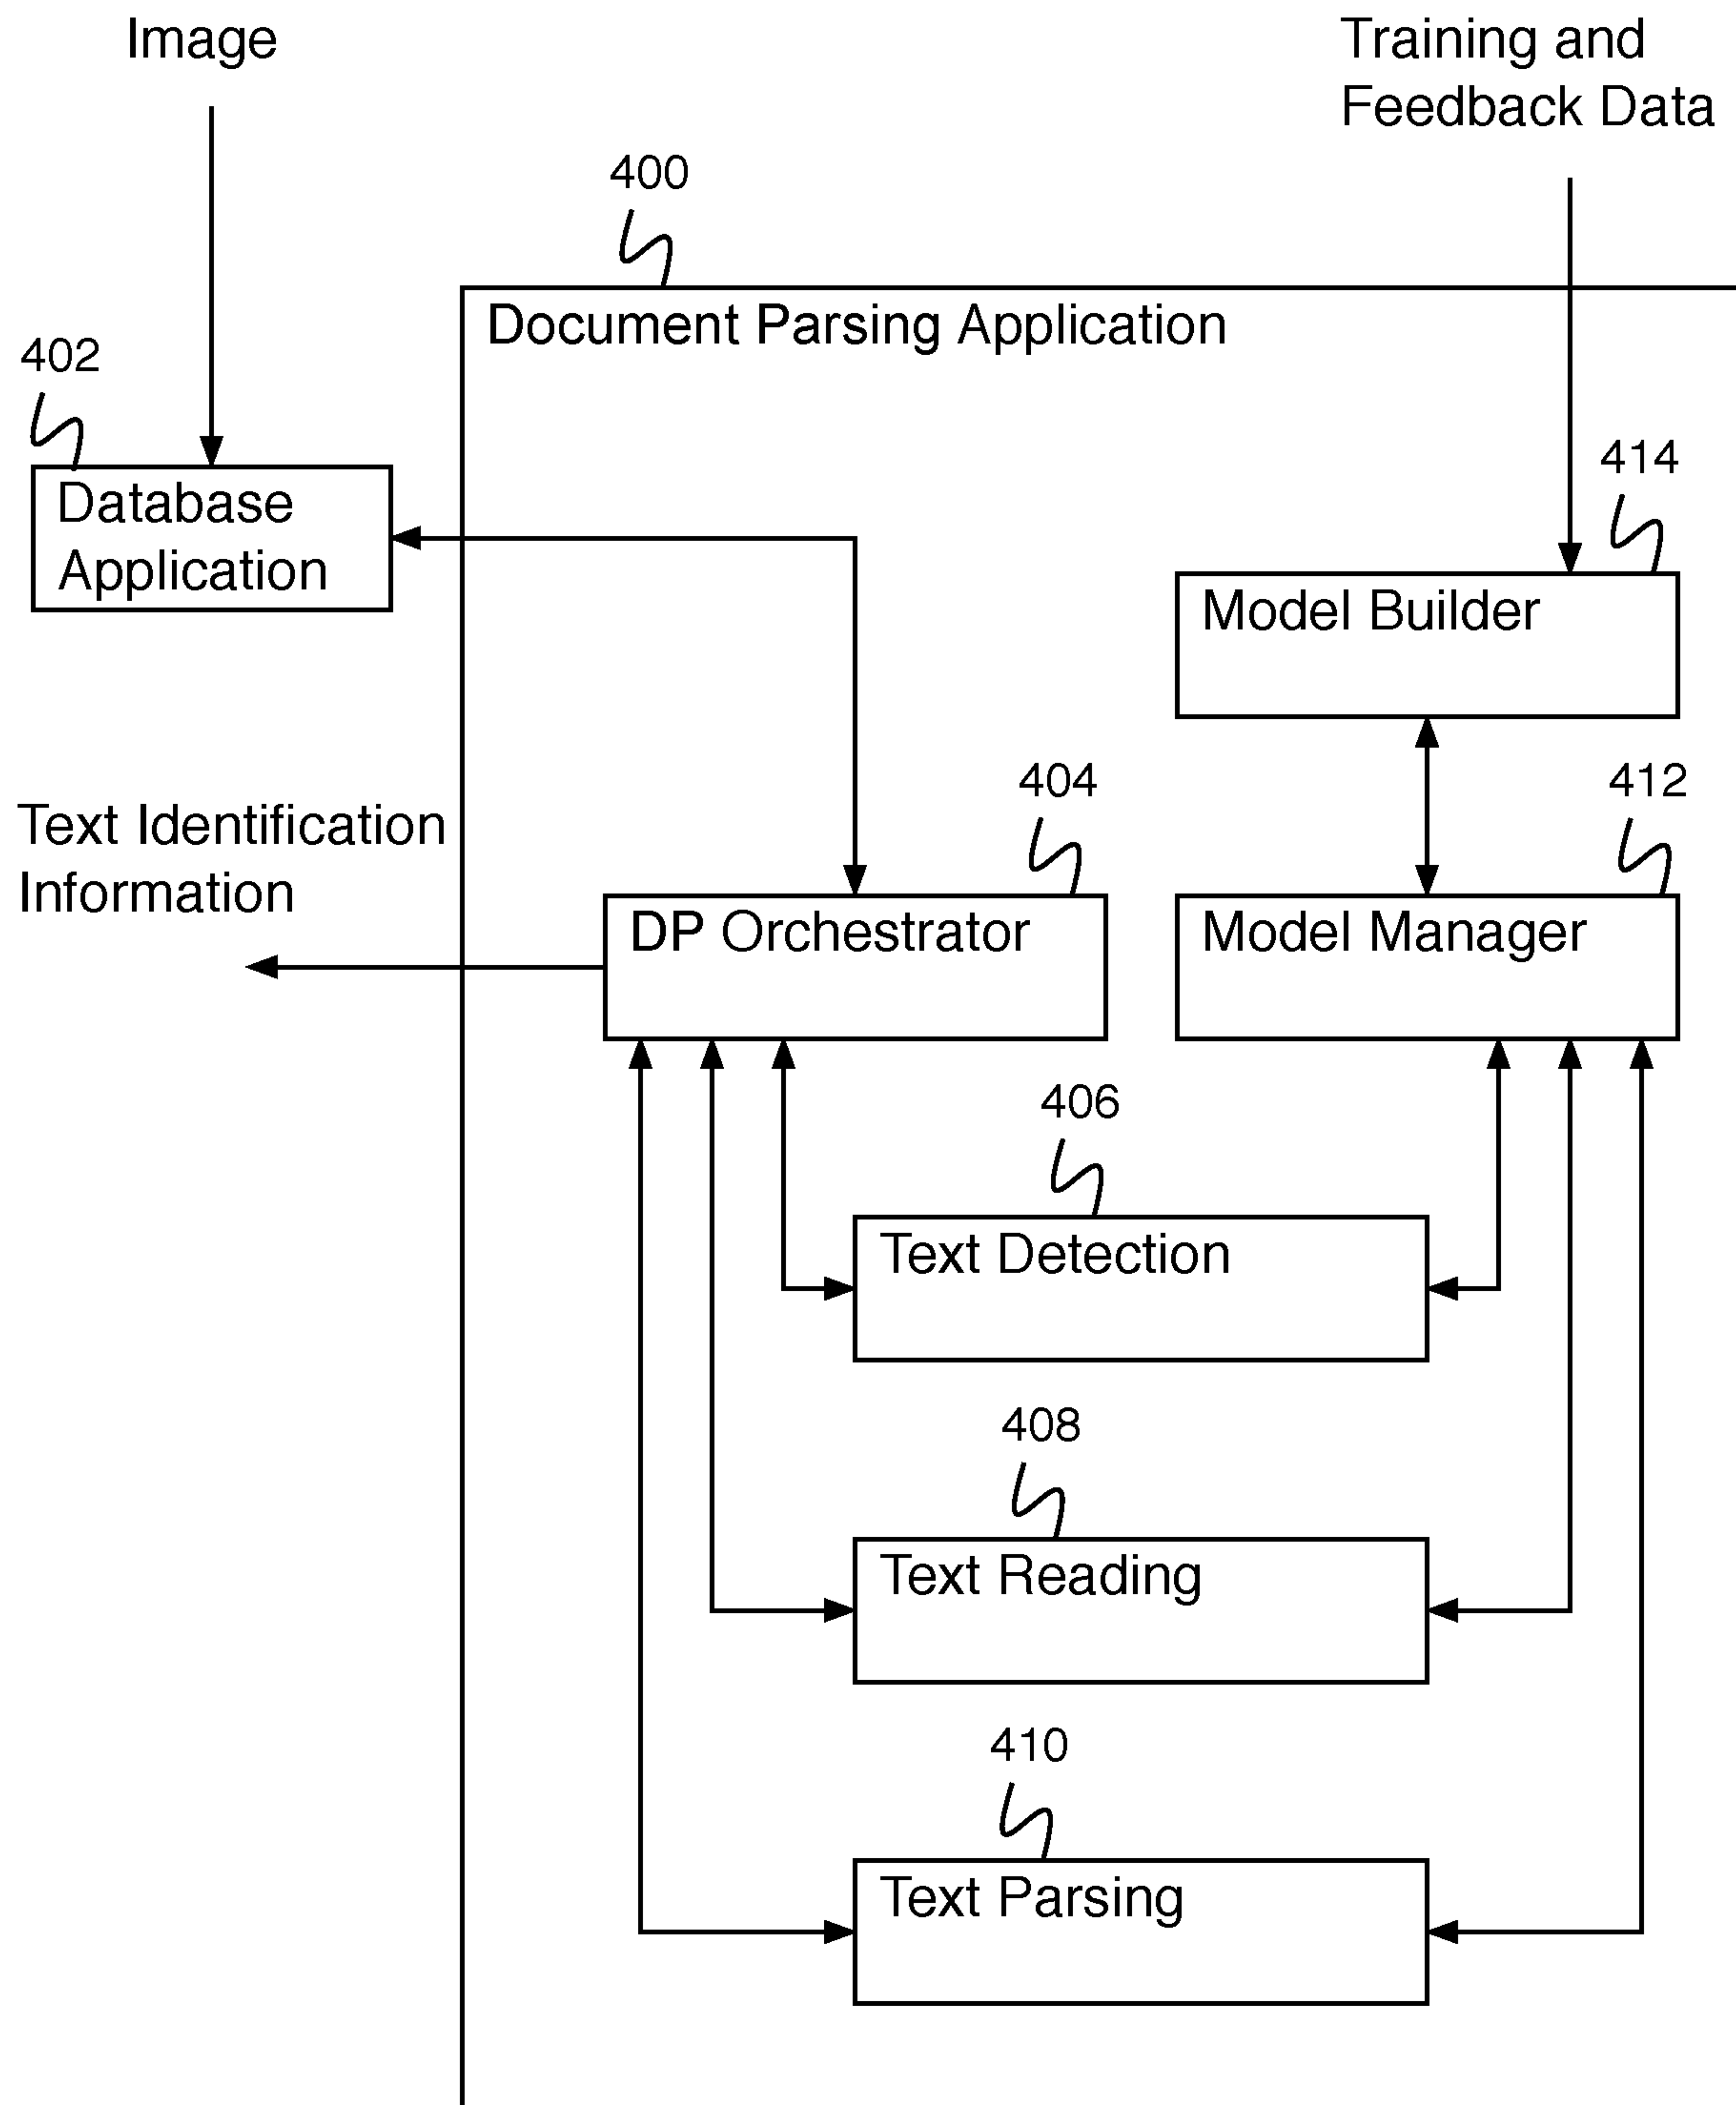 Image
Training and
Feedback Data
400
Document Parsing Application
402
Database
Application
414
Model Builder
404
412
Text Identification
Information
DP Orchestrator
Model Manager
406
Text Detection
408
Text Reading
410
Text Parsing